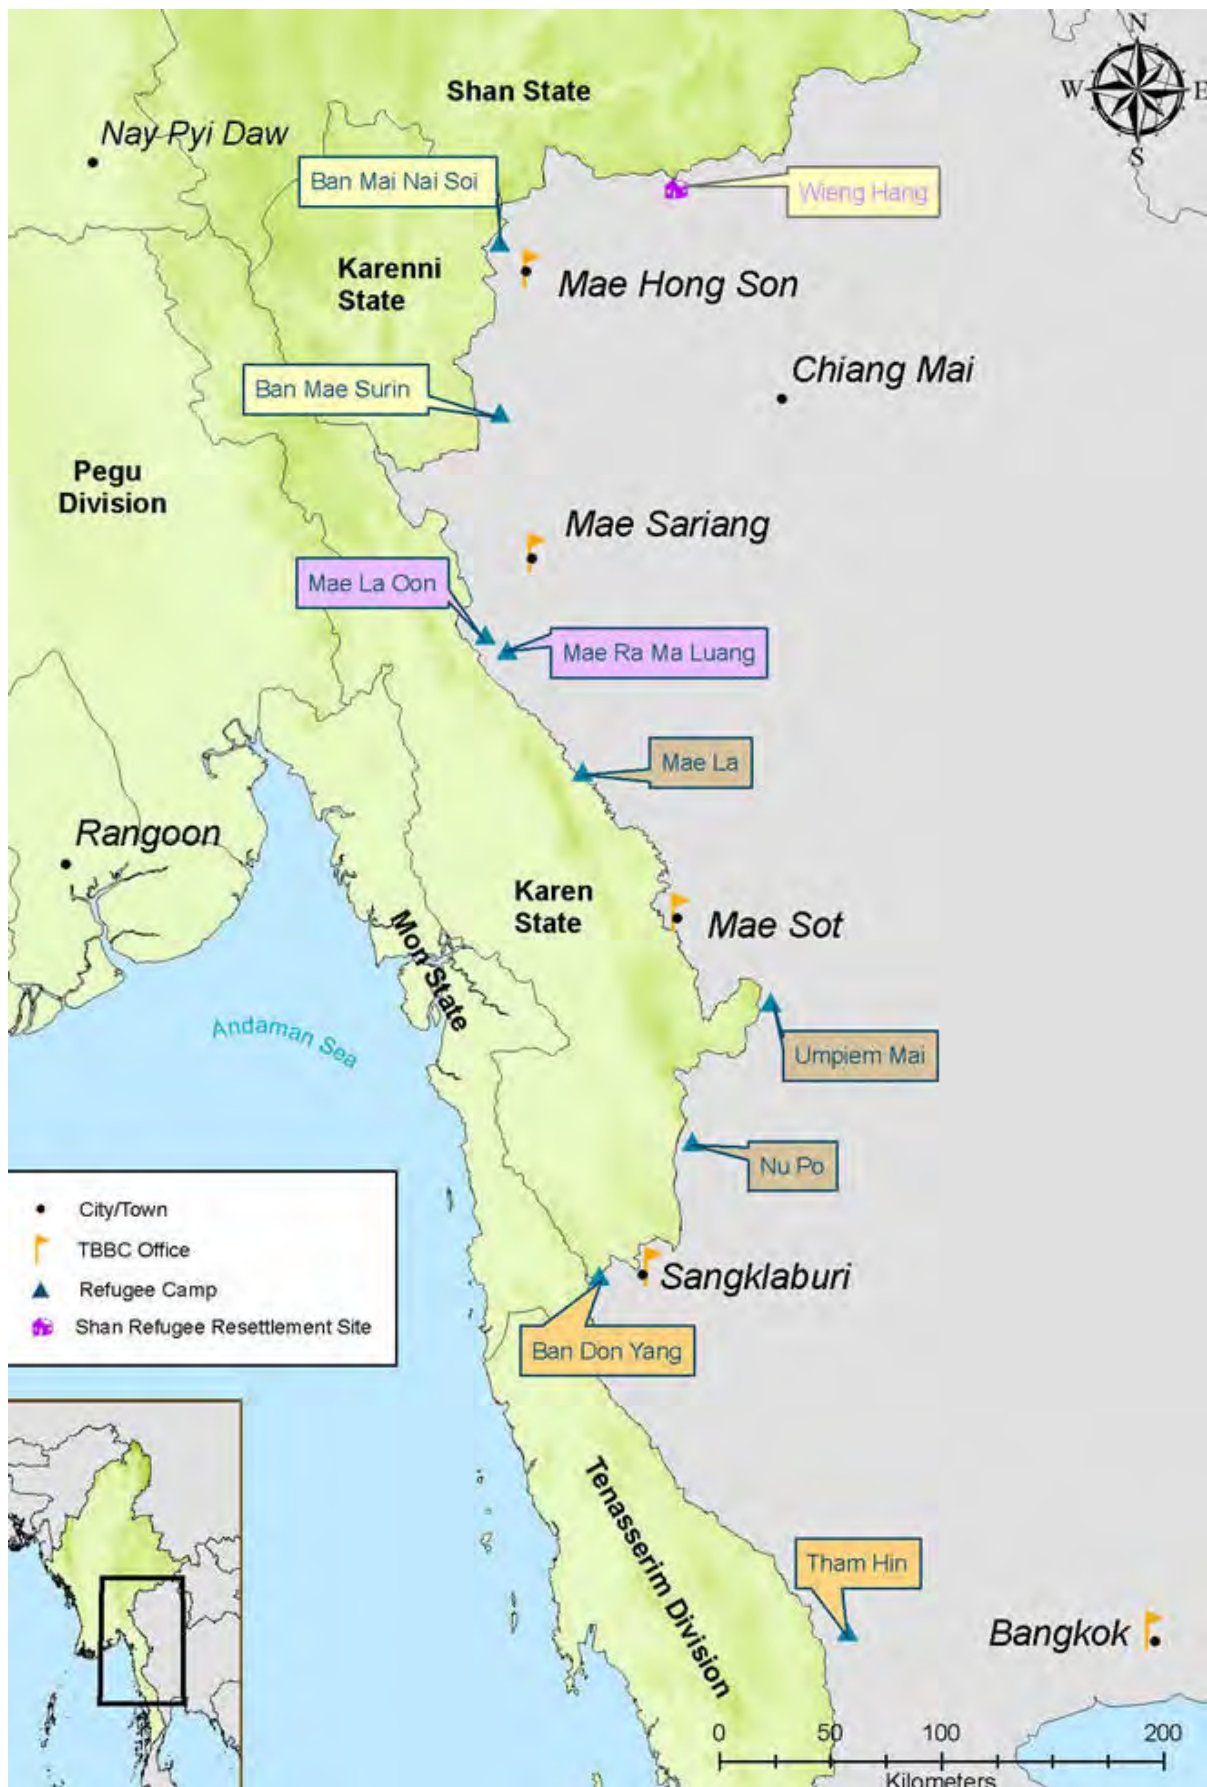 N
W
E
S
Shan State
Nay Pyi Daw
Ban Mai Nai Soi
Wieng Hang
Karenni
State
Mae Hong Son
Chiang Mai
Ban Mae Surin
Pegu
Division
Mae Sariang
Mae La Oon
Mae Ra Ma Luang
Mae La
Rangoon
Karen
State
Mon State
Mae Sot
Andaman Sea
Umpiem Mai
Nu Po
City/Town
TBBC Office
Refugee Camp
Shan Refugee Resettlement Site
Sangklaburi
Ban Don Yang
Tenasserim Division
Tham Hin
Bangkok
0 50 100 200
Kilometers